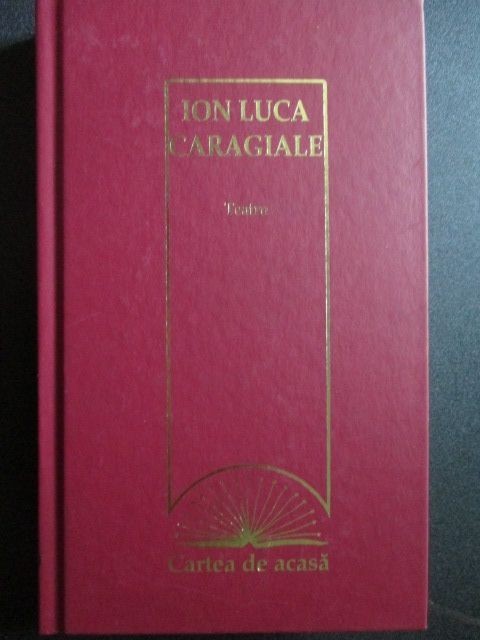 ION LUCA
CARAGIALE
Teatru
Cartea de acasă